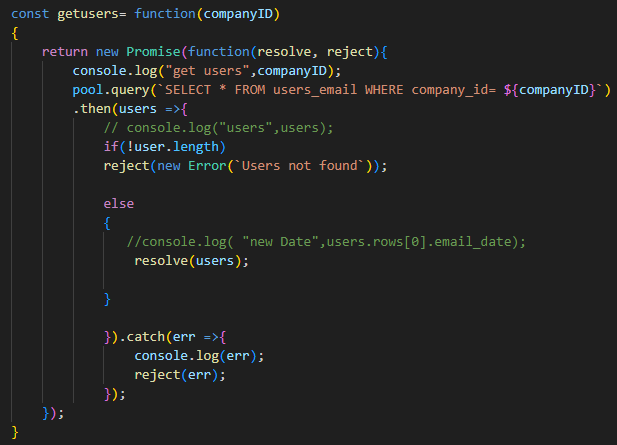 const getusers= function(companyID)
{
return new Promise(function(resolve, reject){
console.log("get users",companyID);
pool.query(`SELECT * FROM users_email WHERE company_id= ${companyID}`)
.then(users =>{
// console.log("users",users);
if(!user.length)
reject(new Error(`Users not found`));
else
{
//console.log( "new Date",users.rows[0].email_date);
resolve(users);
}
}).catch(err =>{
console.log(err);
reject(err);
});
});
}